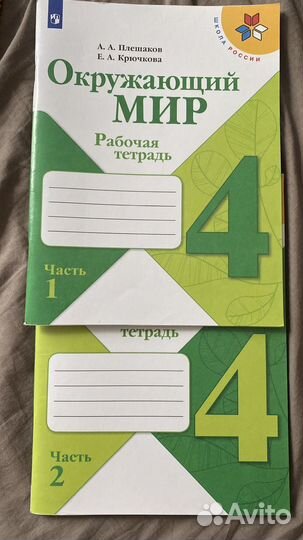 ШКОЛА РОССИИ
А. А. Плешаков
Е. А. Крючкова
Окружающий
МИР
Рабочая
тетрадь
4
Часть
1
тетрадь
4
Часть
2
Avito